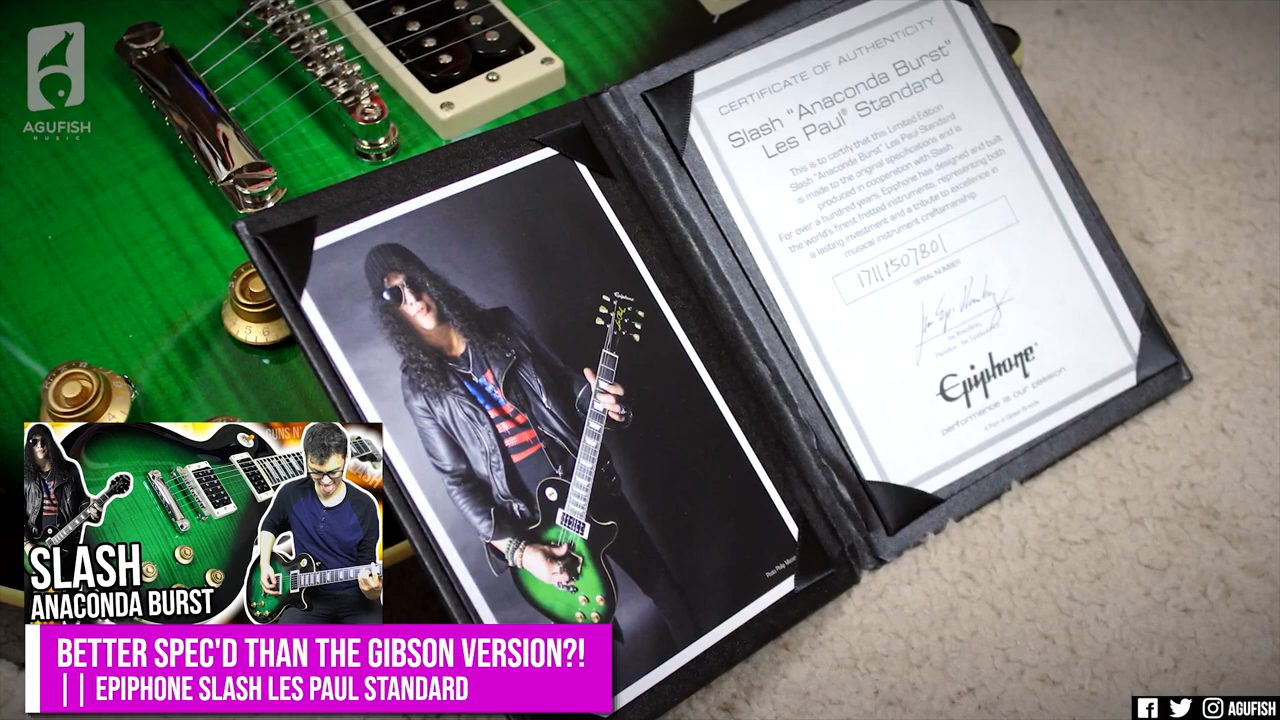 AGUFISH
MUSIC
CERTIFICATE OF AUTHENTICITY
Slash "Anaconda Burst"
Les Paul® Standard
This is to certify that this Limited Edition
Slash "Anaconda Burst" Les Paul Standard
is made to the original specifications and is
produced in cooperation with Slash.
For over a hundred years, Epiphone has designed and built
the world's finest fretted instruments, representing both
a lasting investment and a tribute to excellence in
musical instrument craftsmanship.
17111507801
SERIAL NUMBER
Epiphone®
performance is our passion
Epiphone
GUNS N'
SLASH
ANACONDA BURST
BETTER SPEC'D THAN THE GIBSON VERSION?!
|| EPIPHONE SLASH LES PAUL STANDARD
AGUFISH